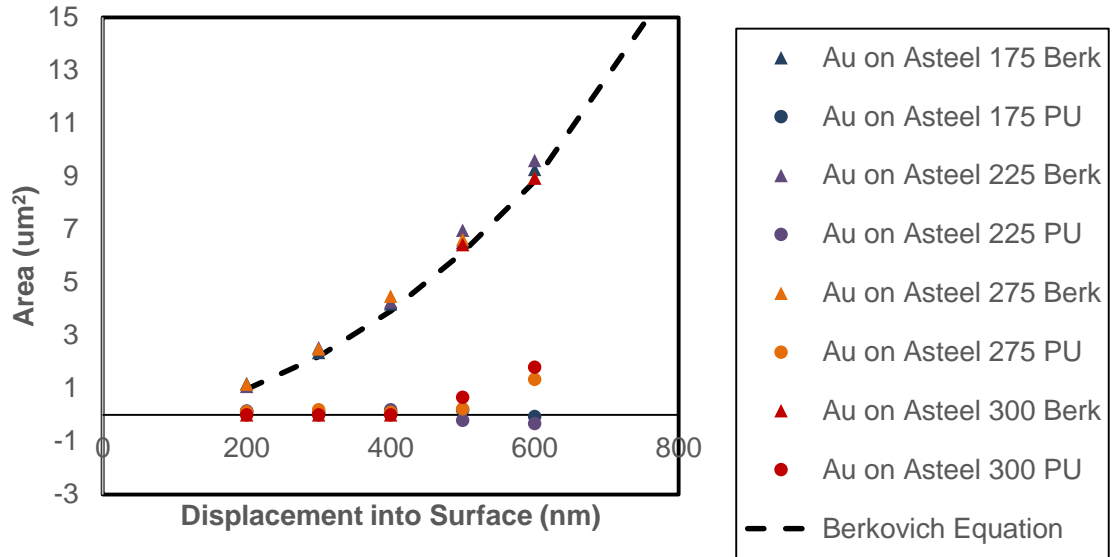 15
13
11
9
7
5
3
1
-1
-3
Area (um²)
0
200
400
600
800
Displacement into Surface (nm)
Au on Asteel 175 Berk
Au on Asteel 175 PU
Au on Asteel 225 Berk
Au on Asteel 225 PU
Au on Asteel 275 Berk
Au on Asteel 275 PU
Au on Asteel 300 Berk
Au on Asteel 300 PU
Berkovich Equation